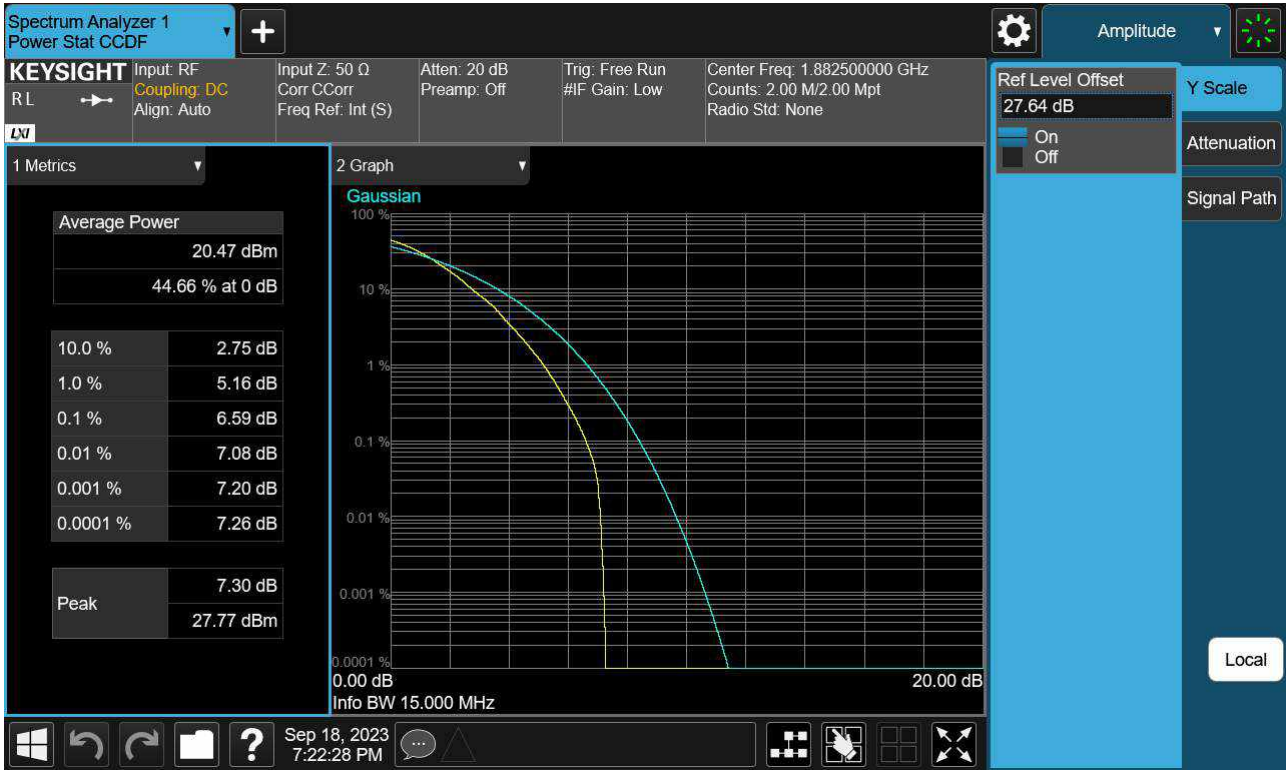 Spectrum Analyzer 1
Power Stat CCDF
Amplitude
KEYSIGHT
RL
LXI
Input: RF
Coupling: DC
Align: Auto
Input Z: 50 Ω
Corr CCorr
Freq Ref: Int (S)
Atten: 20 dB
Preamp: Off
Trig: Free Run
#IF Gain: Low
Center Freq: 1.882500000 GHz
Counts: 2.00 M/2.00 Mpt
Radio Std: None
Ref Level Offset
27.64 dB
On
Off
Y Scale
Attenuation
Signal Path
1 Metrics
Average Power
20.47 dBm
44.66 % at 0 dB
10.0 % 2.75 dB
1.0 % 5.16 dB
0.1 % 6.59 dB
0.01 % 7.08 dB
0.001 % 7.20 dB
0.0001 % 7.26 dB
Peak
7.30 dB
27.77 dBm
2 Graph
Gaussian
100 %
10 %
1 %
0.1 %
0.01 %
0.001 %
0.0001 %
0.00 dB 20.00 dB
Info BW 15.000 MHz
Local
?
Sep 18, 2023
7:22:28 PM